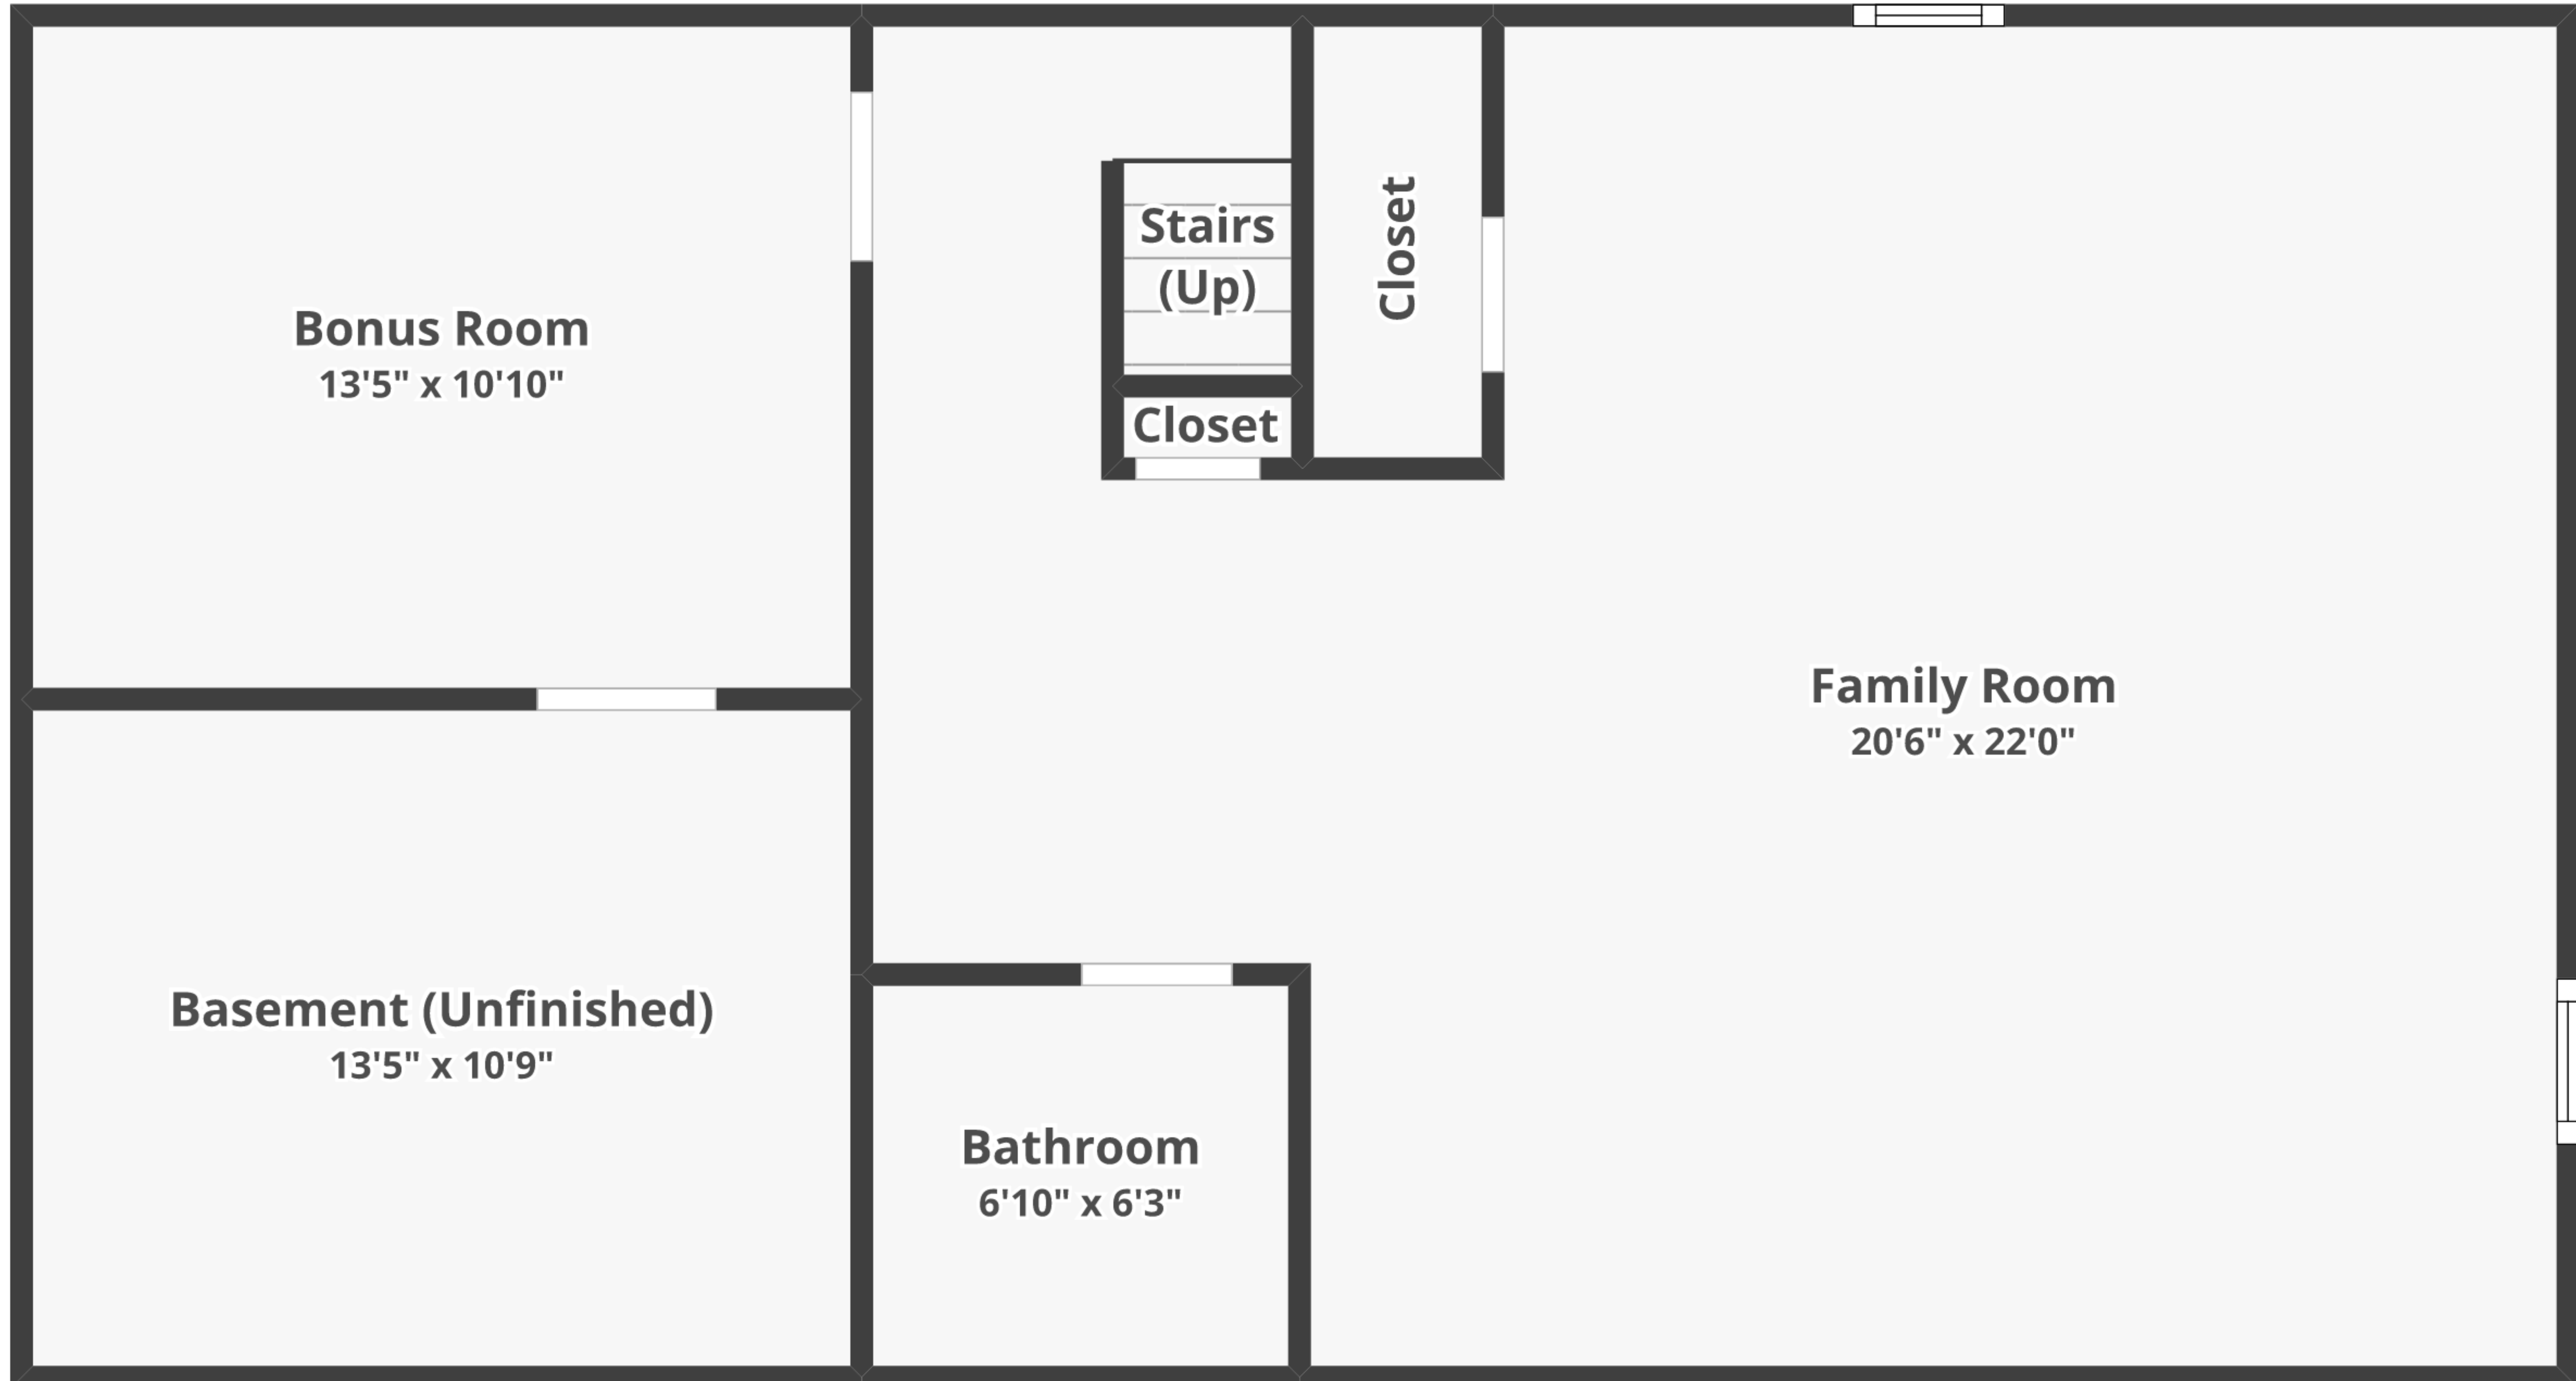 Stairs
(Up)
Closet
Closet
Bonus Room
13'5" x 10'10"
Family Room
20'6" x 22'0"
Basement (Unfinished)
13'5" x 10'9"
Bathroom
6'10" x 6'3"